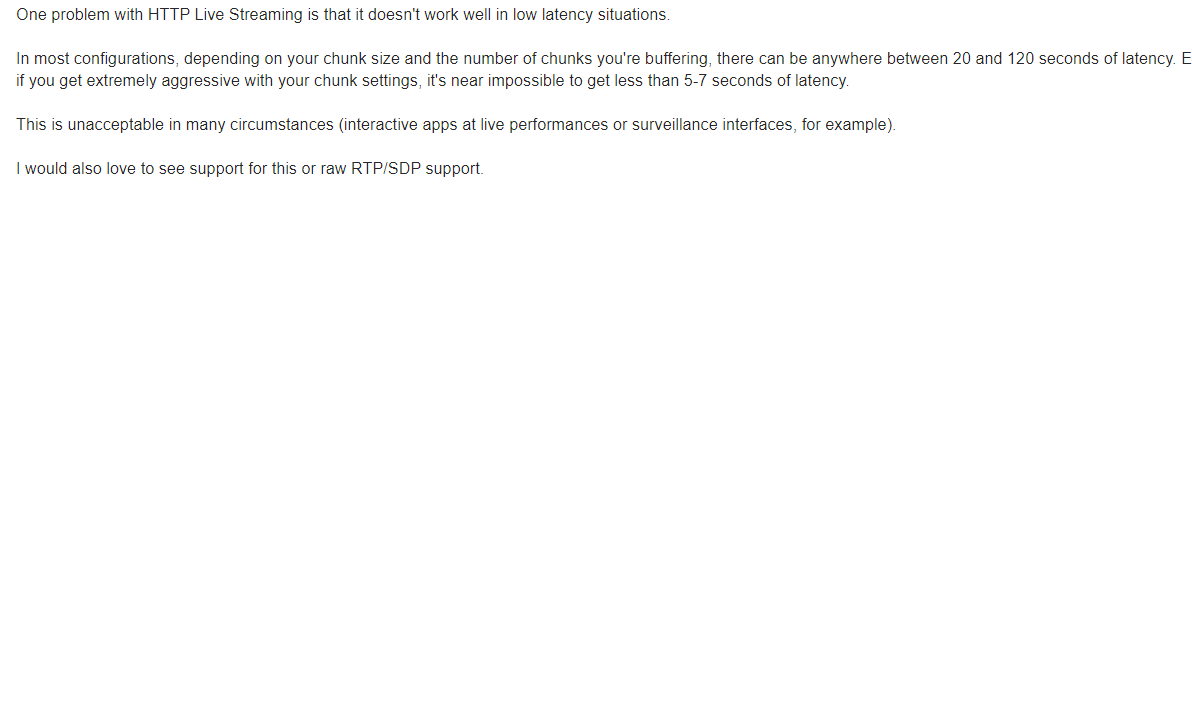 One problem with HTTP Live Streaming is that it doesn't work well in low latency situations.
In most configurations, depending on your chunk size and the number of chunks you're buffering, there can be anywhere between 20 and 120 seconds of latency. E
if you get extremely aggressive with your chunk settings, it's near impossible to get less than 5-7 seconds of latency.
This is unacceptable in many circumstances (interactive apps at live performances or surveillance interfaces, for example).
I would also love to see support for this or raw RTP/SDP support.